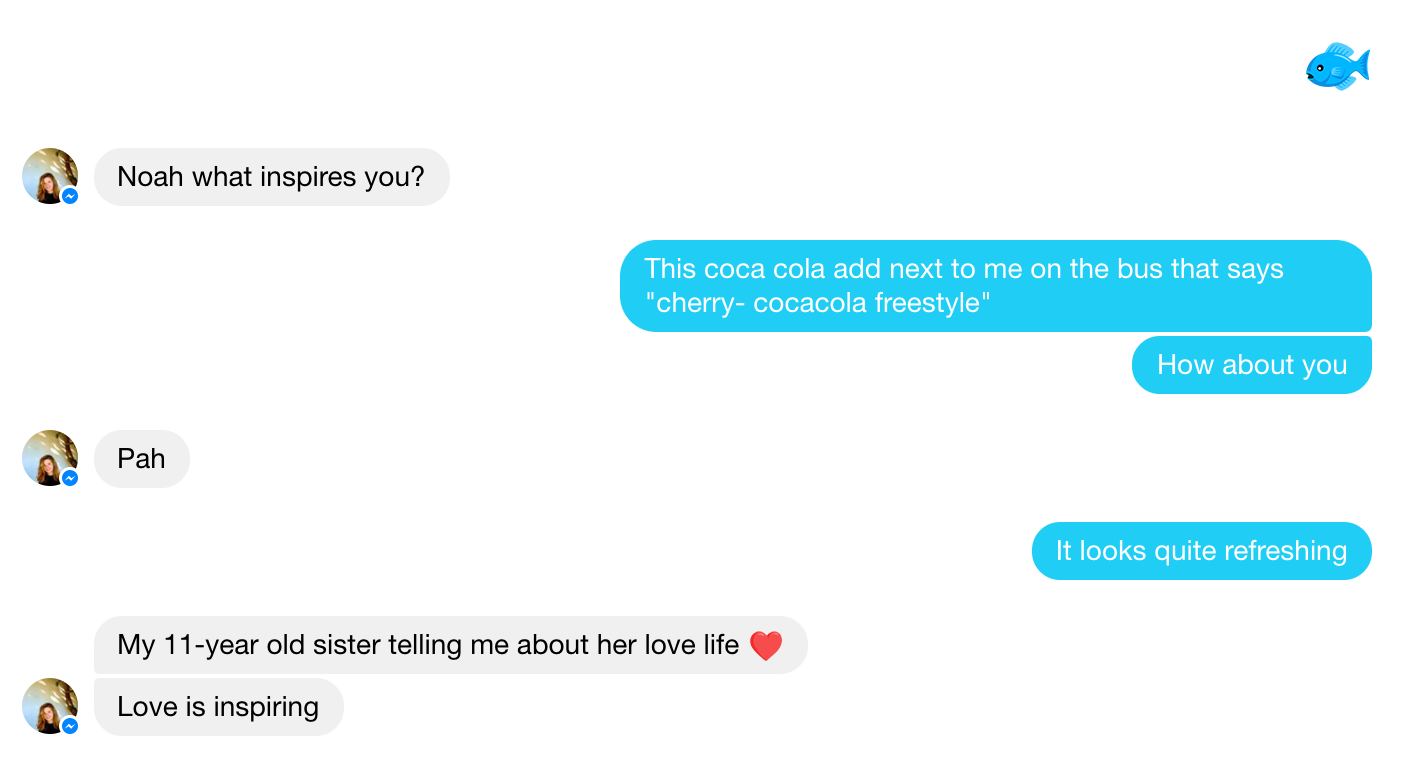 Noah what inspires you?
This coca cola add next to me on the bus that says
"cherry- cocacola freestyle"
How about you
Pah
It looks quite refreshing
My 11-year old sister telling me about her love life ❤️
Love is inspiring